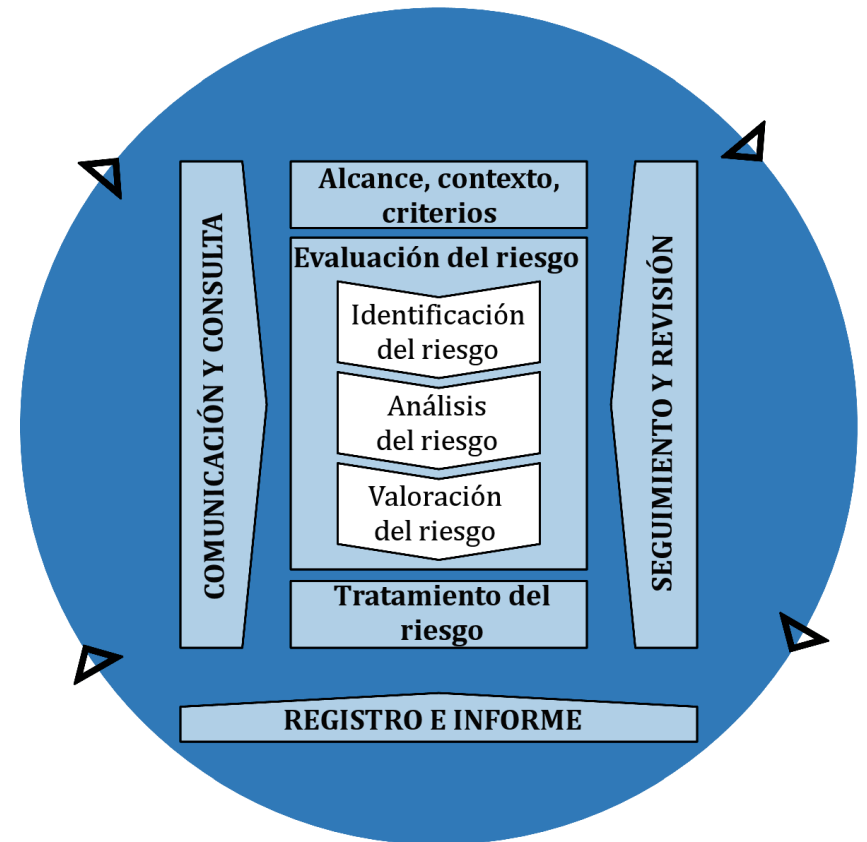 Alcance, contexto,
criterios
Evaluación del riesgo
Identificación
del riesgo
Análisis
del riesgo
Valoración
del riesgo
Tratamiento del
riesgo
COMUNICACIÓN Y CONSULTA
SEGUIMIENTO Y REVISIÓN
REGISTRO E INFORME